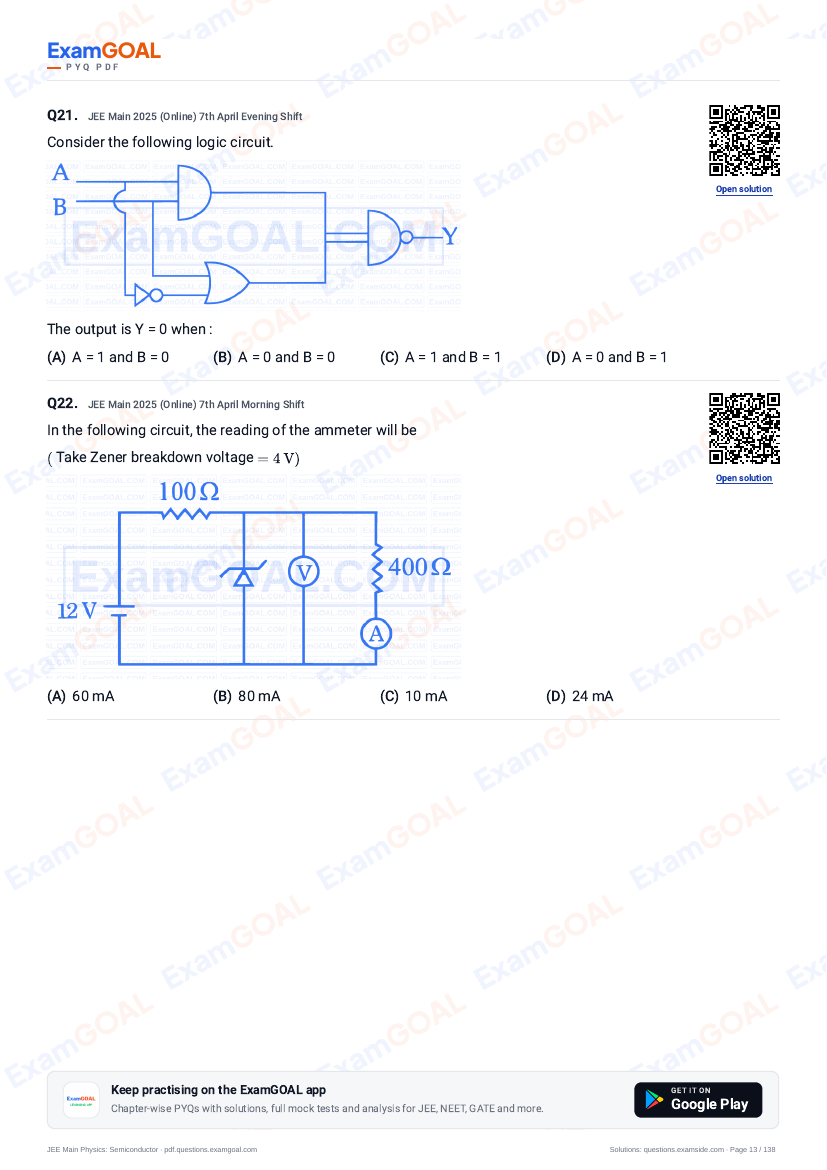 ExamGOAL
PYQ PDF
Q21. JEE Main 2025 (Online) 7th April Evening Shift
Consider the following logic circuit.
Open solution
A
B
Y
The output is Y = 0 when :
(A) A = 1 and B = 0 (B) A = 0 and B = 0 (C) A = 1 and B = 1 (D) A = 0 and B = 1
Q22. JEE Main 2025 (Online) 7th April Morning Shift
In the following circuit, the reading of the ammeter will be
( Take Zener breakdown voltage = 4 V)
Open solution
100 Ω
V
400 Ω
12 V
A
(A) 60 mA (B) 80 mA (C) 10 mA (D) 24 mA
Keep practising on the ExamGOAL app
Chapter-wise PYQs with solutions, full mock tests and analysis for JEE, NEET, GATE and more.
GET IT ON
Google Play
JEE Main Physics: Semiconductor · pdf.questions.examgoal.com Solutions: questions.examside.com · Page 13 / 138